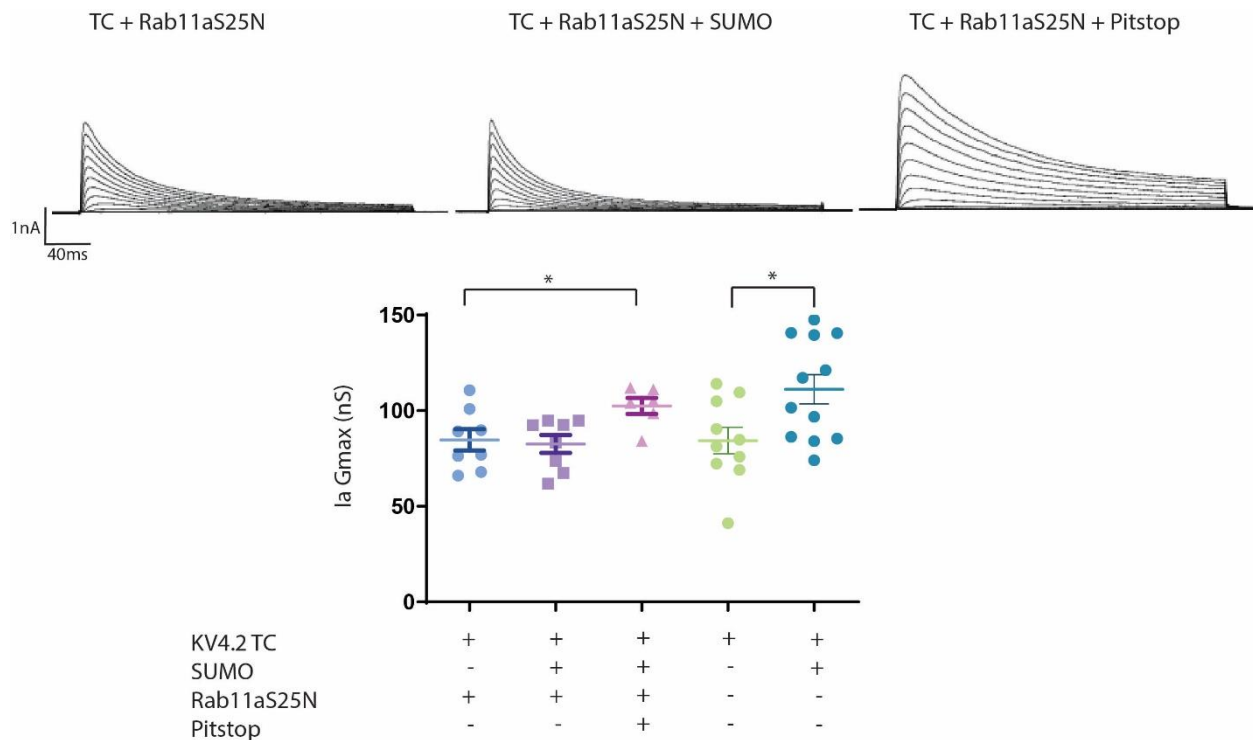 TC + Rab11aS25N TC + Rab11aS25N + SUMO TC + Rab11aS25N + Pitstop
1nA
40ms
* *
150
100
50
0
Ia Gmax (nS)
KV4.2 TC + + + + +
SUMO - + + - +
Rab11aS25N + + + - -
Pitstop - - + - -